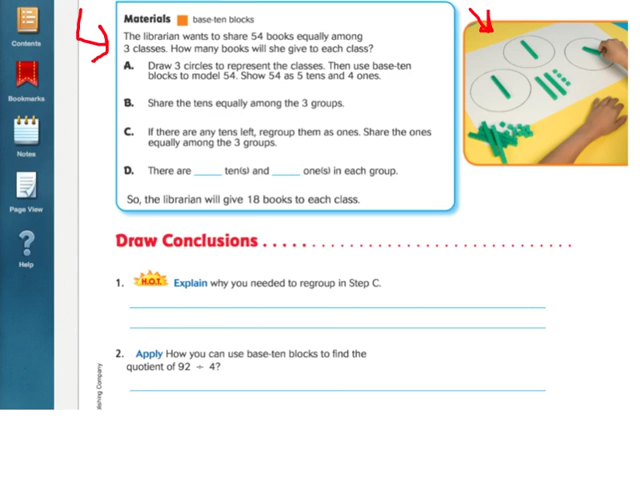 Contents
Bookmarks
Notes
Page View
Help
Materials base-ten blocks
The librarian wants to share 54 books equally among
3 classes. How many books will she give to each class?
A. Draw 3 circles to represent the classes. Then use base-ten
blocks to model 54. Show 54 as 5 tens and 4 ones.
B. Share the tens equally among the 3 groups.
C. If there are any tens left, regroup them as ones. Share the ones
equally among the 3 groups.
D. There are _____ ten(s) and _____ one(s) in each group.
So, the librarian will give 18 books to each class.
Draw Conclusions
1. H.O.T. Explain why you needed to regroup in Step C.
2. Apply How you can use base-ten blocks to find the
quotient of 92 ÷ 4?
Company